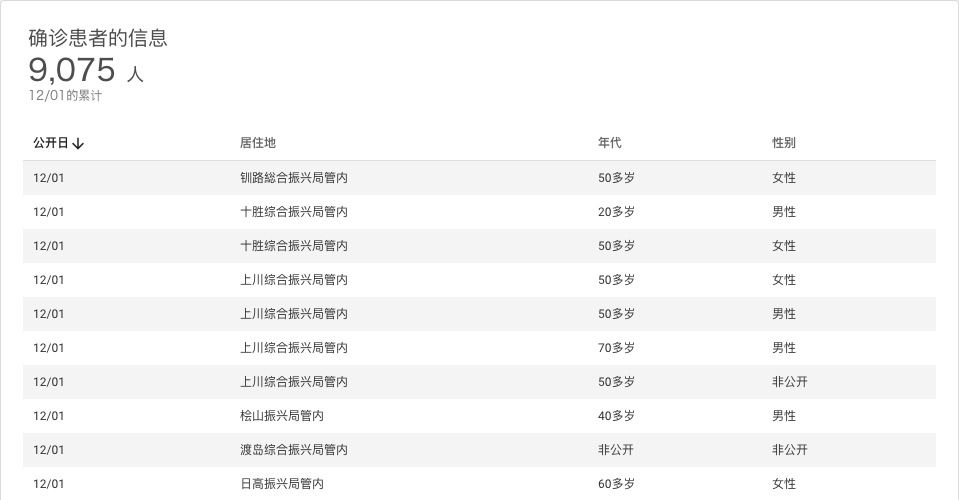 确诊患者的信息
9,075 人
12/01的累计
公开日 居住地 年代 性别
12/01 钏路総合振兴局管内 50多岁 女性
12/01 十胜综合振兴局管内 20多岁 男性
12/01 十胜综合振兴局管内 50多岁 女性
12/01 上川综合振兴局管内 50多岁 女性
12/01 上川综合振兴局管内 50多岁 男性
12/01 上川综合振兴局管内 70多岁 男性
12/01 上川综合振兴局管内 50多岁 非公开
12/01 桧山振兴局管内 40多岁 男性
12/01 渡岛综合振兴局管内 非公开 非公开
12/01 日高振兴局管内 60多岁 女性